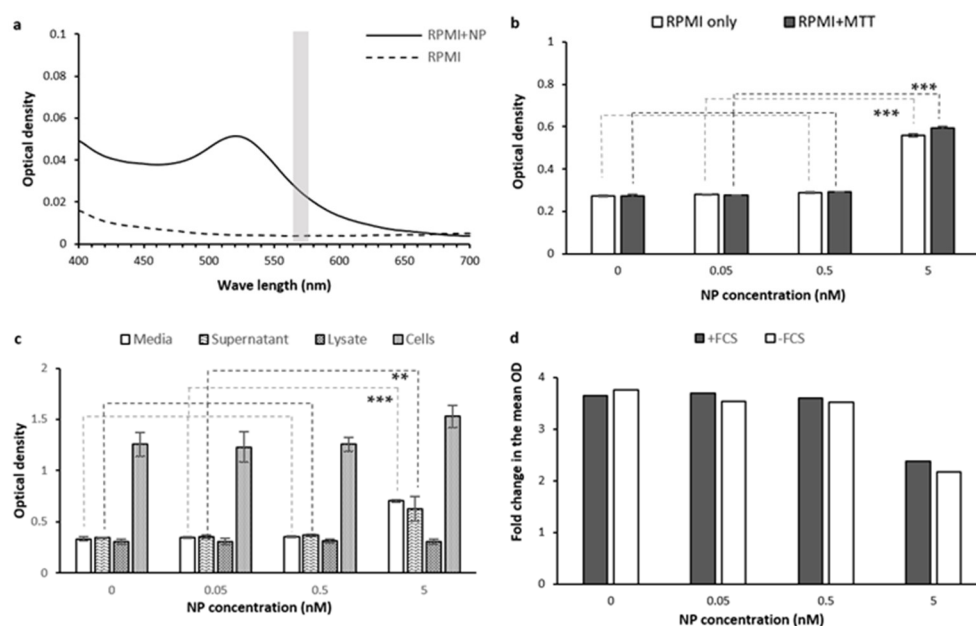 a
RPMI+NP
RPMI
0.1
0.08
0.06
0.04
0.02
0
Optical density
400 450 500 550 600 650 700
Wave length (nm)
b
RPMI only RPMI+MTT
1
0.8
0.6
0.4
0.2
0
Optical density
***
***
0 0.05 0.5 5
NP concentration (nM)
c
Media Supernatant Lysate Cells
2
1.5
1
0.5
0
Optical density
**
***
0 0.05 0.5 5
NP concentration (nM)
d
+FCS -FCS
5
4
3
2
1
0
Fold change in the mean OD
0 0.05 0.5 5
NP concentration (nM)